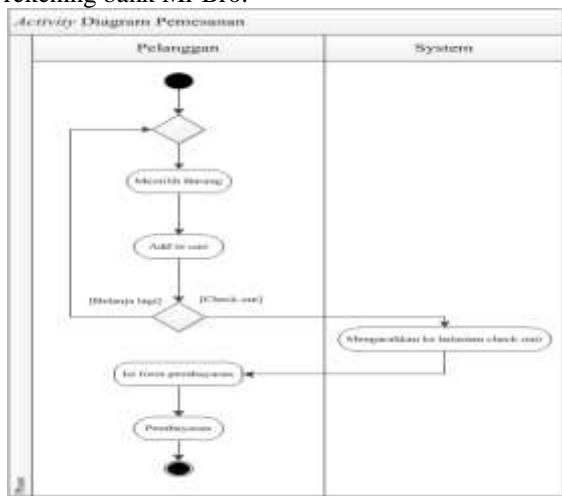 rekening bank Mr Bro.
Activity Diagram Pemesanan
Pelanggan
System
Memilih Barang
Add to cart
[Belanja lagi]
[Check out]
Mengarahkan ke halaman check out
Isi form pembayaran
Pembayaran